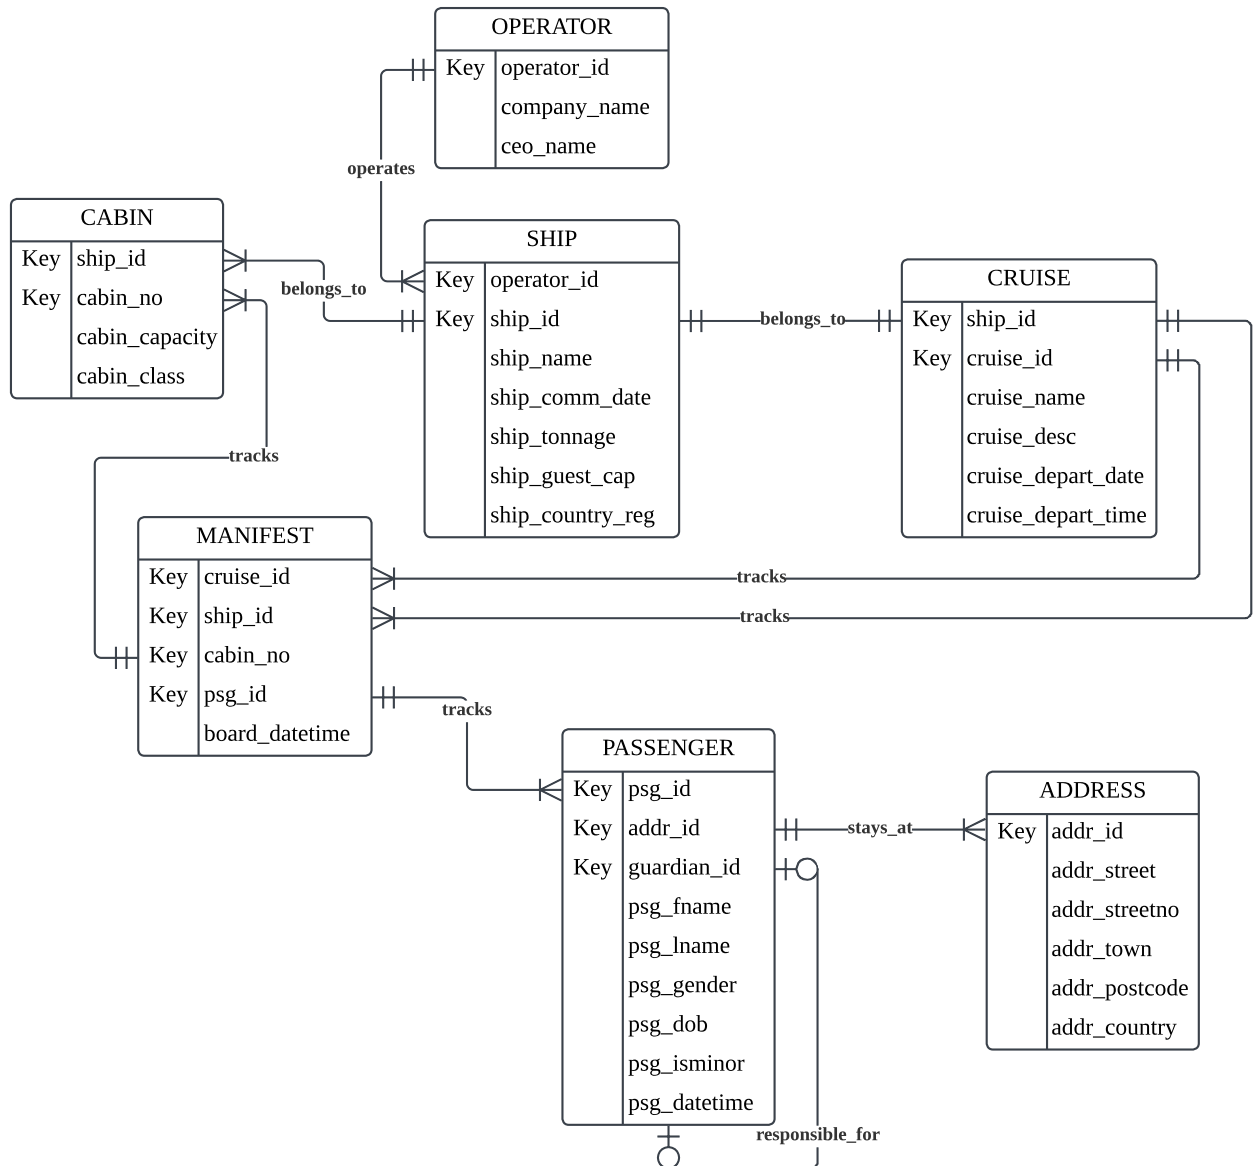 OPERATOR
Key operator_id
company_name
ceo_name
operates
CABIN
Key ship_id
Key cabin_no
cabin_capacity
cabin_class
belongs_to
SHIP
Key operator_id
Key ship_id
ship_name
ship_comm_date
ship_tonnage
ship_guest_cap
ship_country_reg
belongs_to
CRUISE
Key ship_id
Key cruise_id
cruise_name
cruise_desc
cruise_depart_date
cruise_depart_time
tracks
MANIFEST
Key cruise_id
Key ship_id
Key cabin_no
Key psg_id
board_datetime
tracks
tracks
tracks
PASSENGER
Key psg_id
Key addr_id
Key guardian_id
psg_fname
psg_lname
psg_gender
psg_dob
psg_isminor
psg_datetime
stays_at
ADDRESS
Key addr_id
addr_street
addr_streetno
addr_town
addr_postcode
addr_country
responsible_for